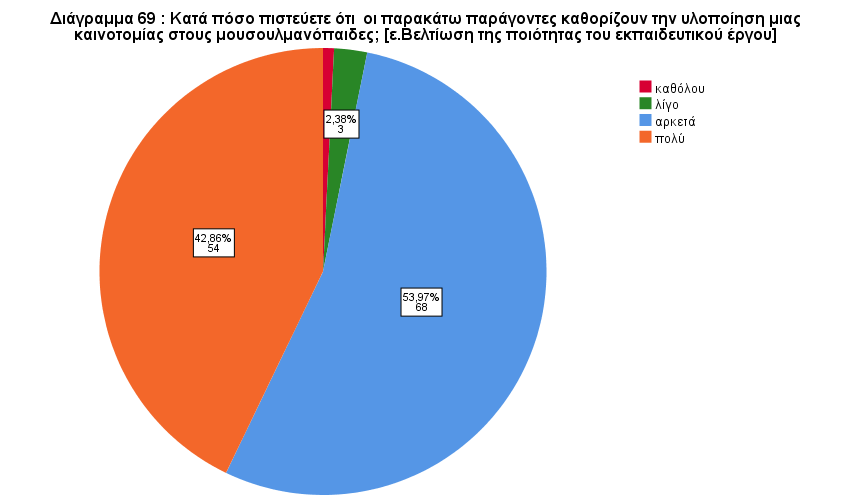 Διάγραμμα 69 : Κατά πόσο πιστεύετε ότι  οι παρακάτω παράγοντες καθορίζουν την υλοποίηση μιας
καινοτομίας στους μουσουλμανόπαιδες; [ε.Βελτίωση της ποιότητας του εκπαιδευτικού έργου]
καθόλου
λίγο
αρκετά
πολύ
2,38%
3
42,86%
54
53,97%
68